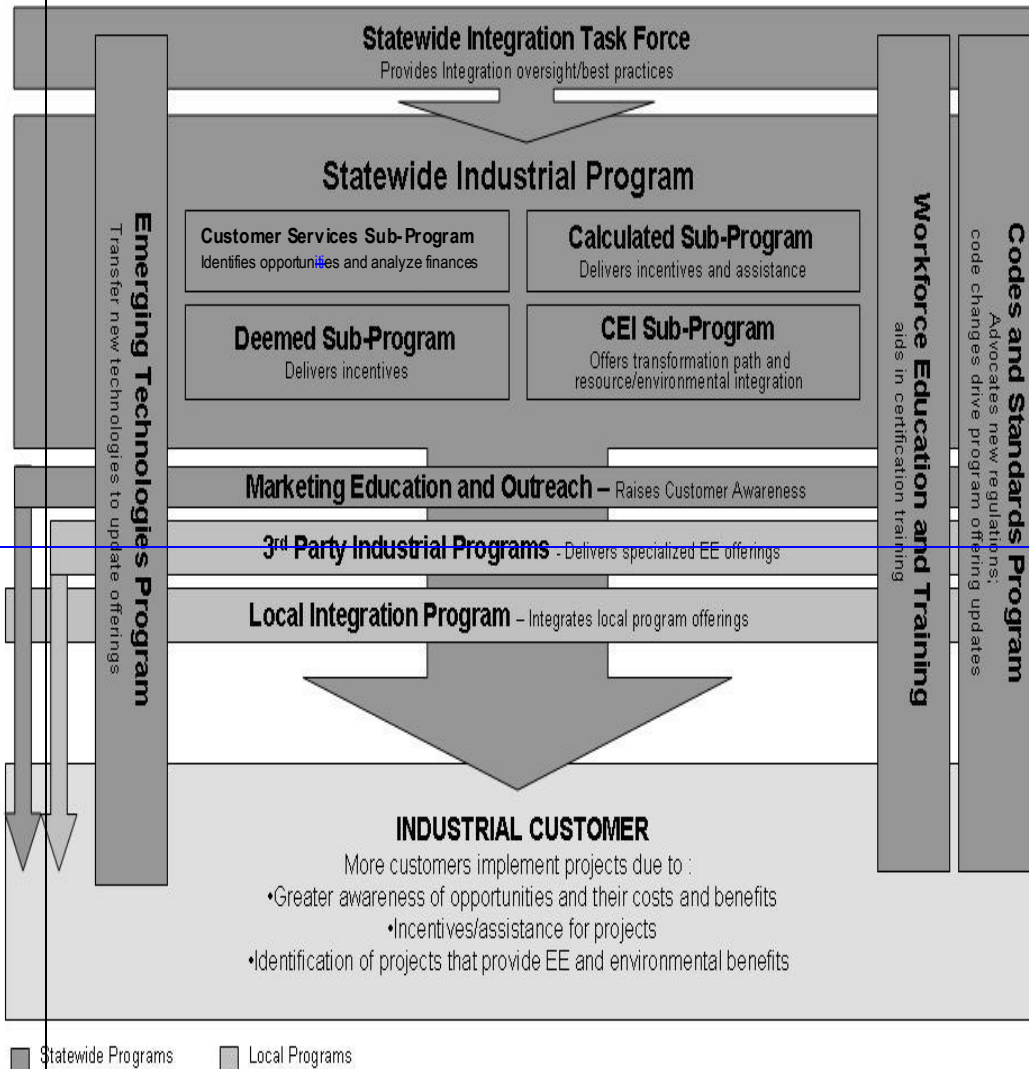 Statewide Integration Task Force
Provides Integration oversight/best practices
Statewide Industrial Program
Customer Services Sub-Program
Identifies opportunities and analyze finances
Calculated Sub-Program
Delivers incentives and assistance
Deemed Sub-Program
Delivers incentives
CEI Sub-Program
Offers transformation path and
resource/environmental integration
Emerging Technologies Program
Transfer new technologies to update offerings
Workforce Education and Training
aids in certification training
Codes and Standards Program
Advocates new regulations;
code changes drive program offering updates
Marketing Education and Outreach – Raises Customer Awareness
3rd Party Industrial Programs - Delivers specialized EE offerings
Local Integration Program – Integrates local program offerings
INDUSTRIAL CUSTOMER
More customers implement projects due to :
•Greater awareness of opportunities and their costs and benefits
•Incentives/assistance for projects
•Identification of projects that provide EE and environmental benefits
Statewide Programs
Local Programs